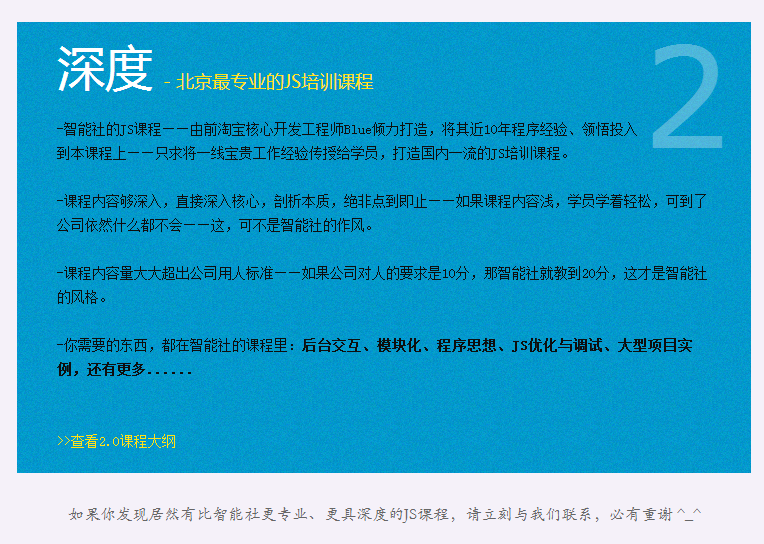 深度 - 北京最专业的JS培训课程
2
-智能社的JS课程——由前淘宝核心开发工程师Blue倾力打造，将其近10年程序经验、领悟投入
到本课程上——只求将一线宝贵工作经验传授给学员，打造国内一流的JS培训课程。
-课程内容够深入，直接深入核心，剖析本质，绝非点到即止——如果课程内容浅，学员学着轻松，可到了
公司依然什么都不会——这，可不是智能社的作风。
-课程内容量大大超出公司用人标准——如果公司对人的要求是10分，那智能社就教到20分，这才是智能社
的风格。
-你需要的东西，都在智能社的课程里：后台交互、模块化、程序思想、JS优化与调试、大型项目实
例，还有更多......
>>查看2.0课程大纲
如果你发现居然有比智能社更专业、更具深度的JS课程，请立刻与我们联系，必有重谢^_^